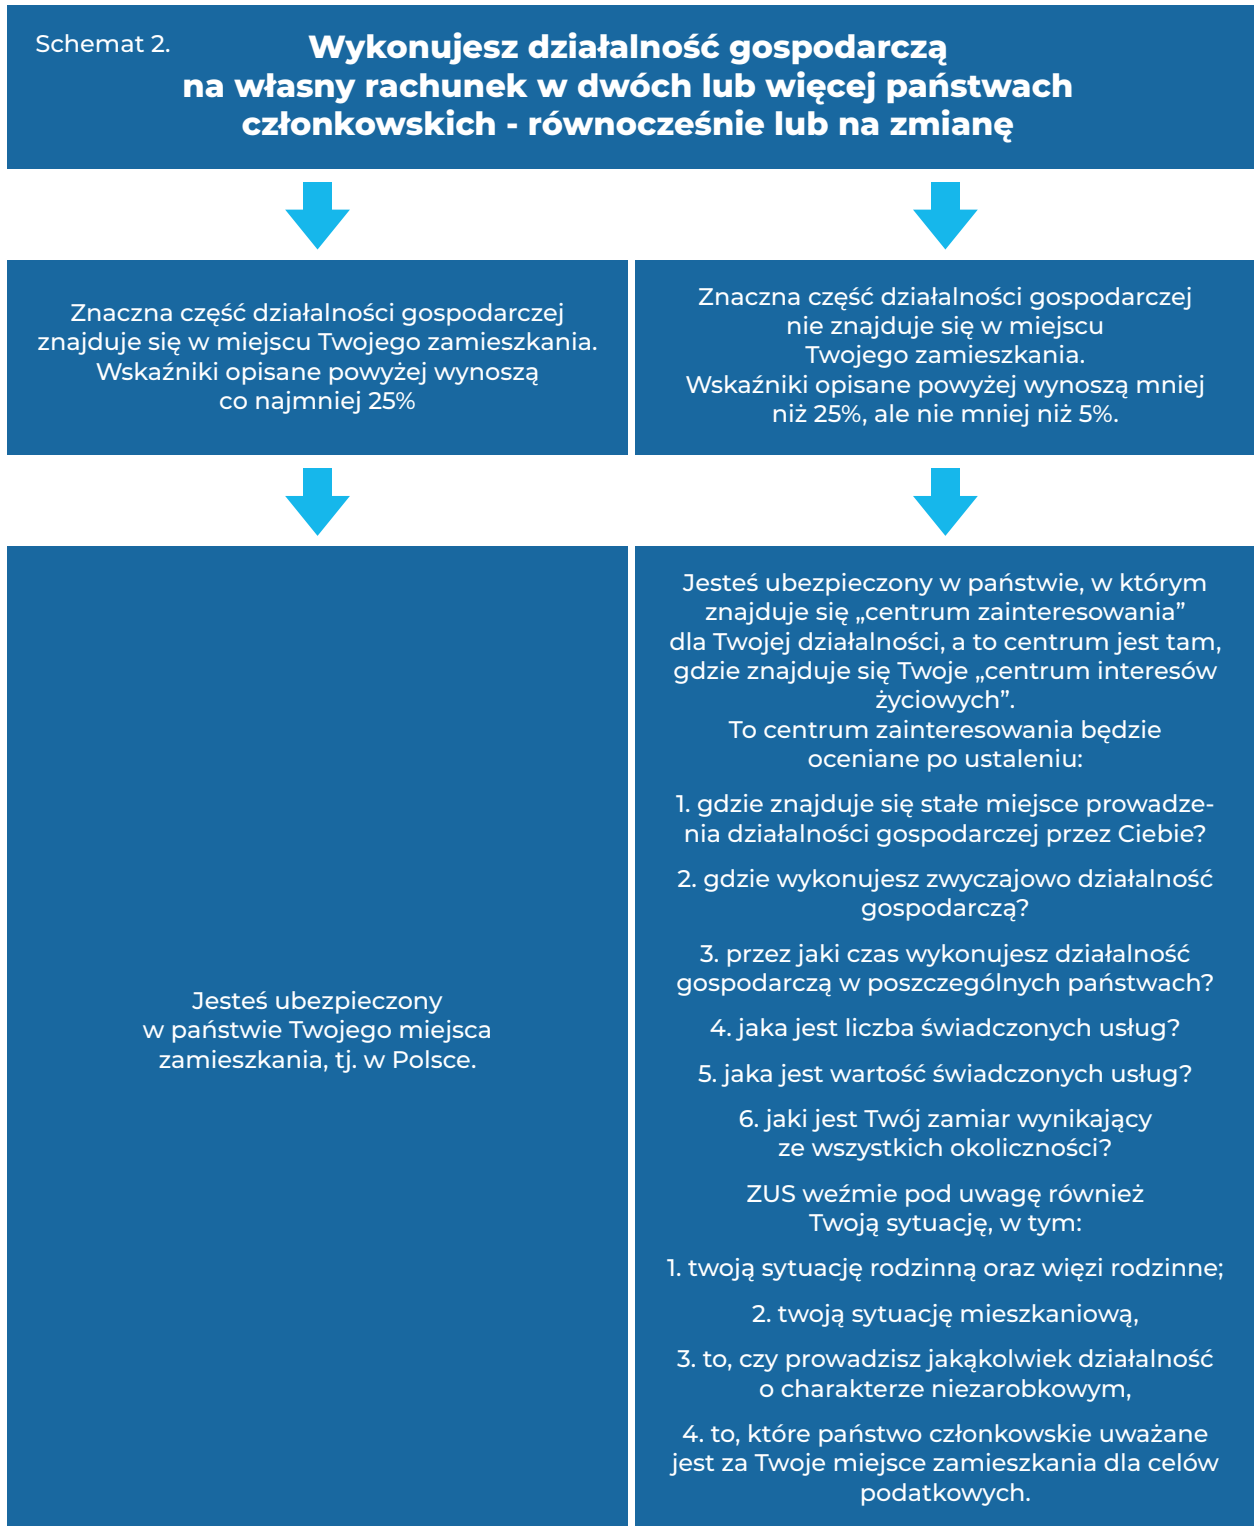 Schemat 2.
Wykonujesz działalność gospodarczą
na własny rachunek w dwóch lub więcej państwach
członkowskich - równocześnie lub na zmianę
Znaczna część działalności gospodarczej
znajduje się w miejscu Twojego zamieszkania.
Wskaźniki opisane powyżej wynoszą
co najmniej 25%
Znaczna część działalności gospodarczej
nie znajduje się w miejscu
Twojego zamieszkania.
Wskaźniki opisane powyżej wynoszą mniej
niż 25%, ale nie mniej niż 5%.
Jesteś ubezpieczony
w państwie Twojego miejsca
zamieszkania, tj. w Polsce.
Jesteś ubezpieczony w państwie, w którym
znajduje się „centrum zainteresowania”
dla Twojej działalności, a to centrum jest tam,
gdzie znajduje się Twoje „centrum interesów
życiowych”.
To centrum zainteresowania będzie
oceniane po ustaleniu:
1. gdzie znajduje się stałe miejsce prowadze-
nia działalności gospodarczej przez Ciebie?
2. gdzie wykonujesz zwyczajowo działalność
gospodarczą?
3. przez jaki czas wykonujesz działalność
gospodarczą w poszczególnych państwach?
4. jaka jest liczba świadczonych usług?
5. jaka jest wartość świadczonych usług?
6. jaki jest Twój zamiar wynikający
ze wszystkich okoliczności?
ZUS weźmie pod uwagę również
Twoją sytuację, w tym:
1. twoją sytuację rodzinną oraz więzi rodzinne;
2. twoją sytuację mieszkaniową,
3. to, czy prowadzisz jakąkolwiek działalność
o charakterze niezarobkowym,
4. to, które państwo członkowskie uważane
jest za Twoje miejsce zamieszkania dla celów
podatkowych.